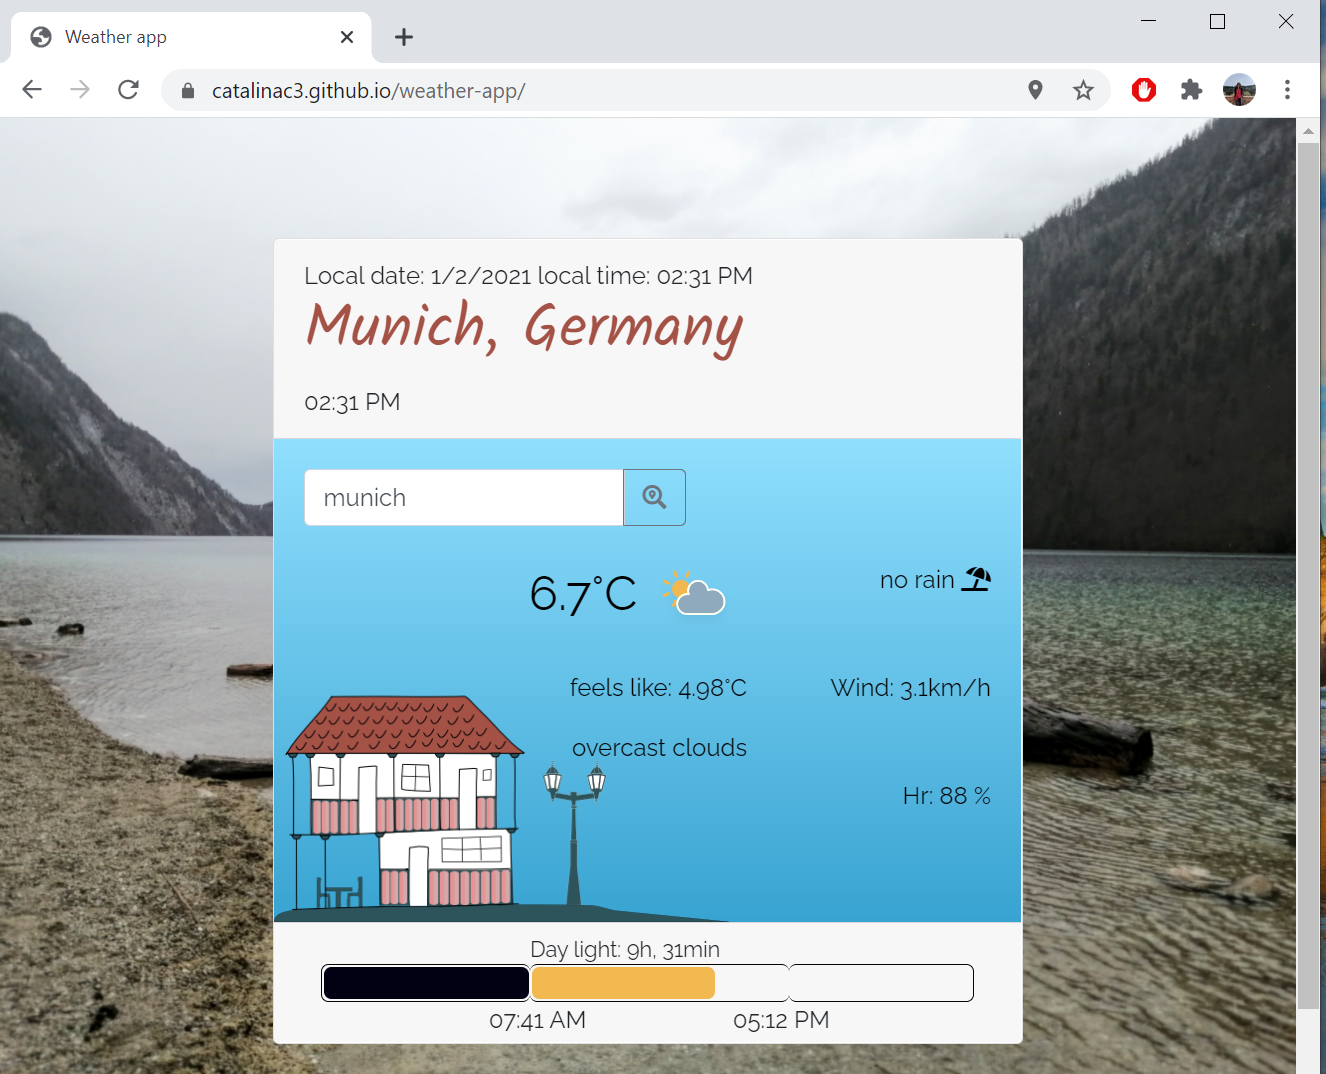 Weather app
catalinac3.github.io/weather-app/
Local date: 1/2/2021 local time: 02:31 PM
Munich, Germany
02:31 PM
munich
6.7°C
no rain
feels like: 4.98°C
Wind: 3.1km/h
overcast clouds
Hr: 88 %
Day light: 9h, 31min
07:41 AM
05:12 PM